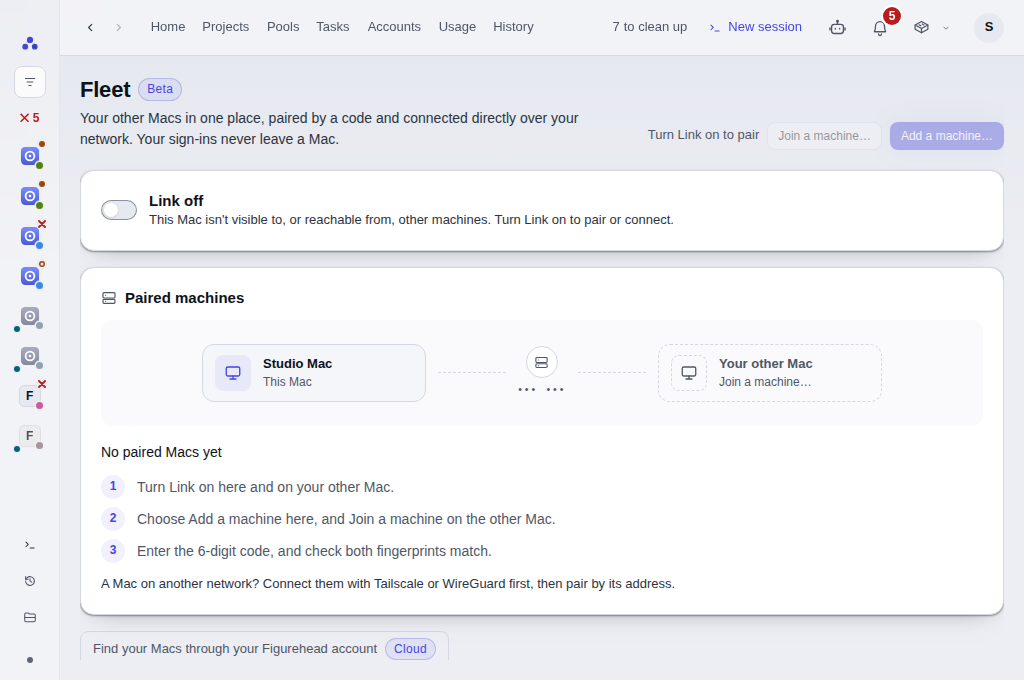 Home Projects Pools Tasks Accounts Usage History 7 to clean up New session 5 S
5
F
F
Fleet Beta
Your other Macs in one place, paired by a code and connected directly over your
network. Your sign-ins never leave a Mac.
Turn Link on to pair Join a machine… Add a machine…
Link off
This Mac isn't visible to, or reachable from, other machines. Turn Link on to pair or connect.
Paired machines
Studio Mac
This Mac
Your other Mac
Join a machine…
No paired Macs yet
1 Turn Link on here and on your other Mac.
2 Choose Add a machine here, and Join a machine on the other Mac.
3 Enter the 6-digit code, and check both fingerprints match.
A Mac on another network? Connect them with Tailscale or WireGuard first, then pair by its address.
Find your Macs through your Figurehead account Cloud